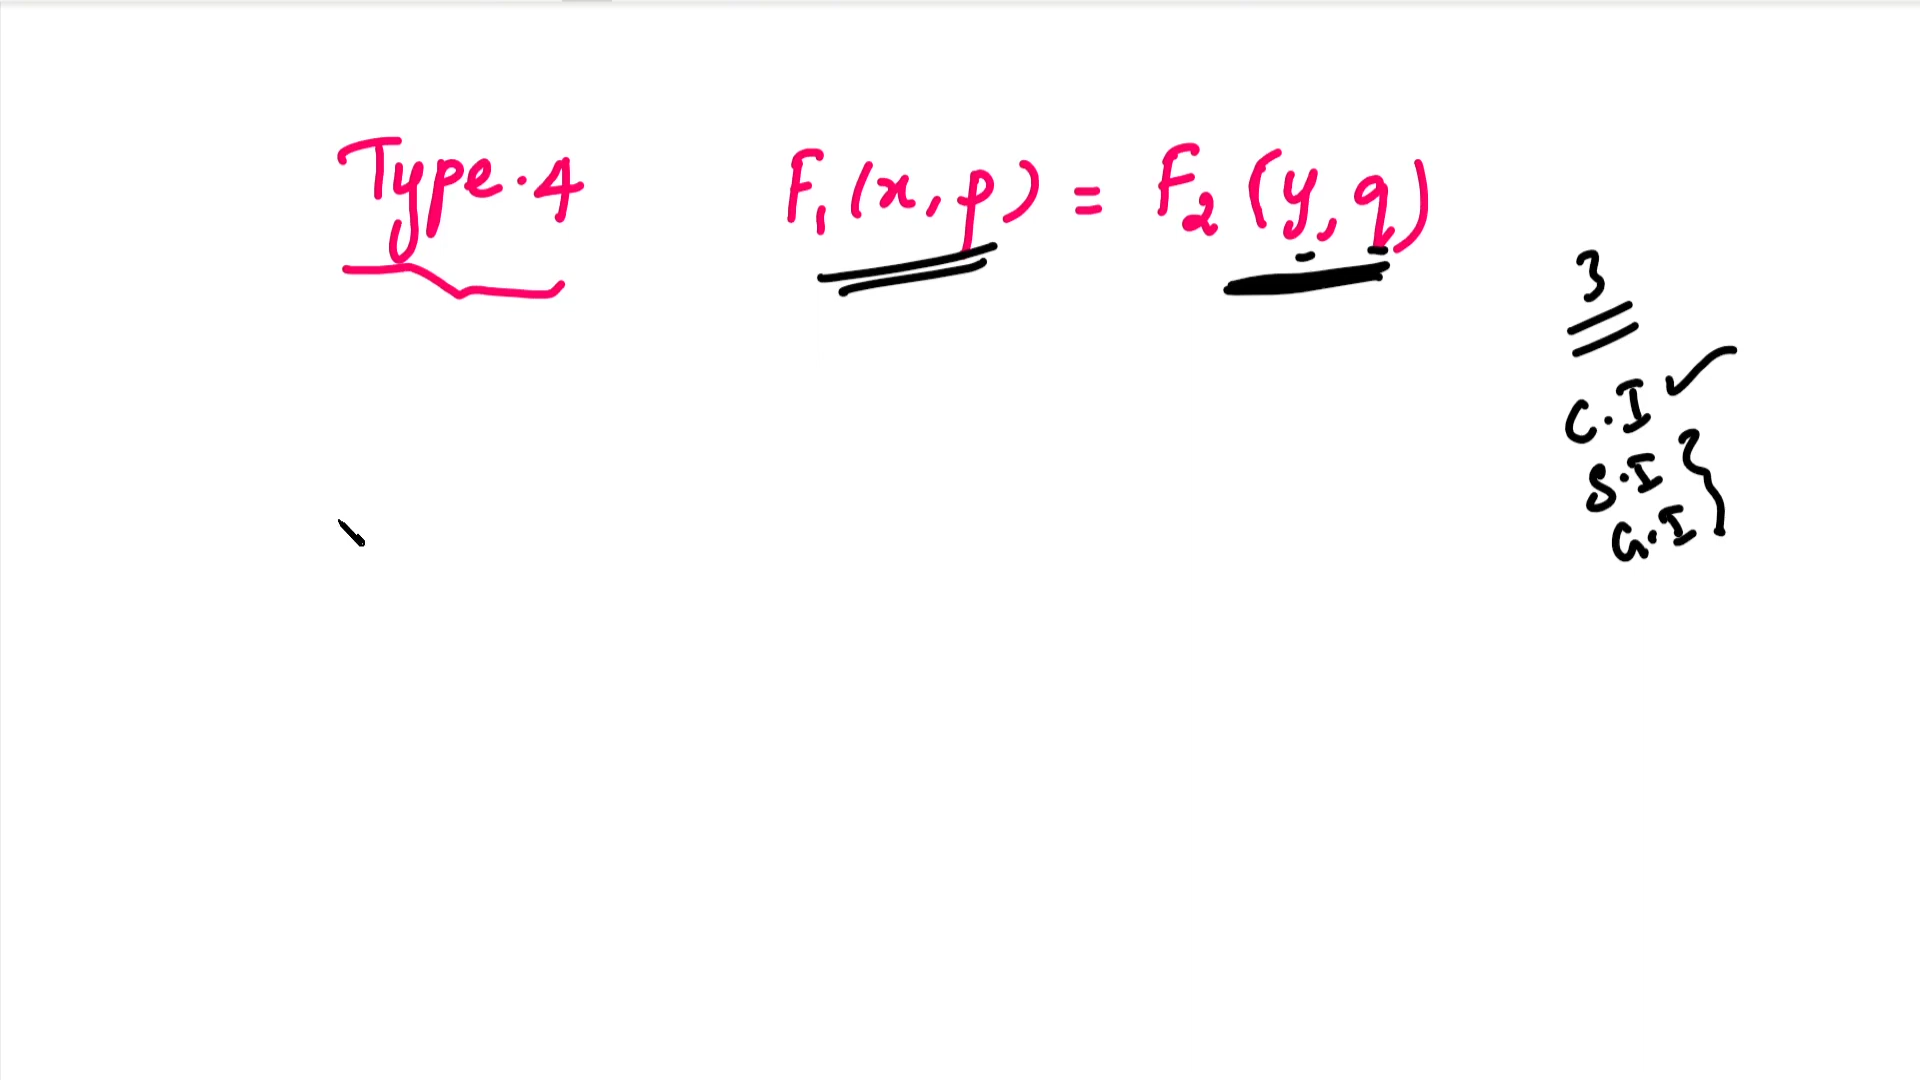 Type.4 F₁(x,p) = F₂(y,q)
3
C.I ✓
S.I
G.I